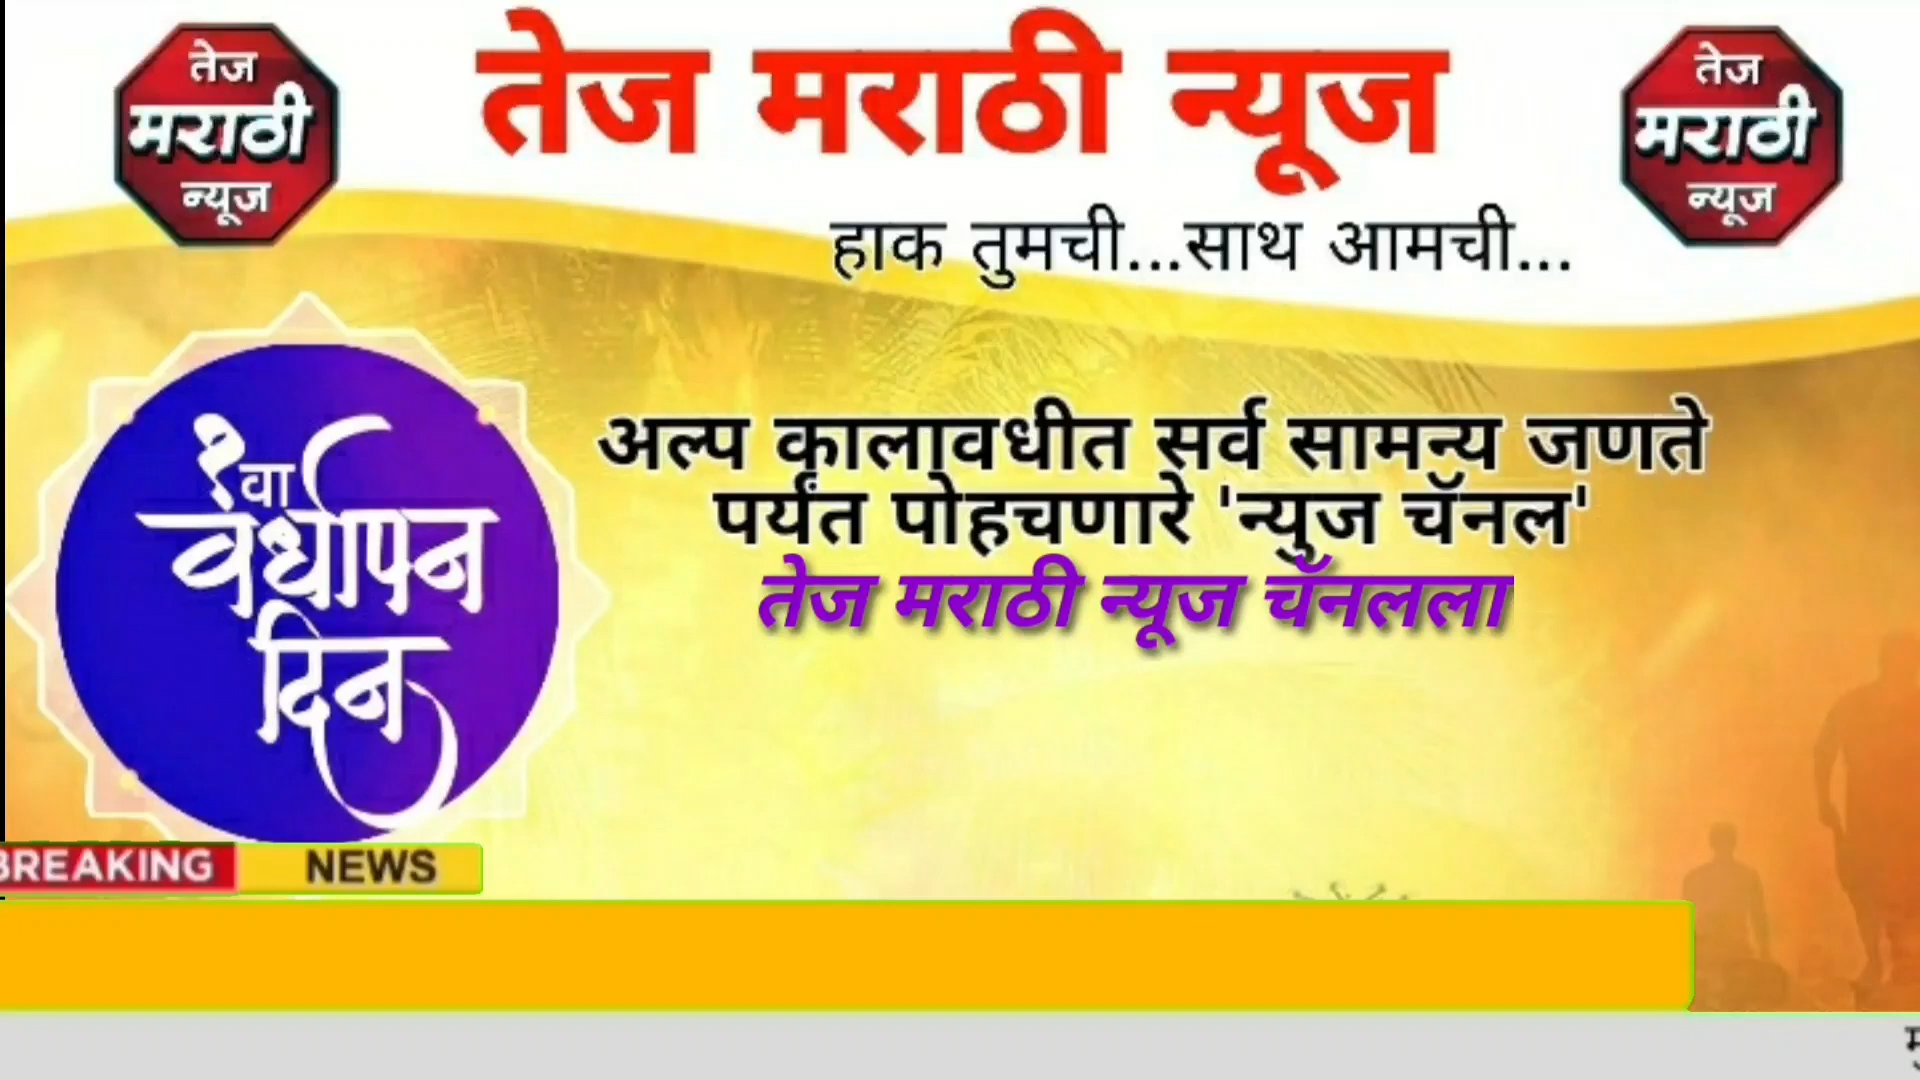 तेज
मराठी
न्यूज
तेज मराठी न्यूज
तेज
मराठी
न्यूज
हाक तुमची...साथ आमची...
अल्प कालावधीत सर्व सामन्य जणते
पर्यंत पोहचणारे 'न्युज चॅनल'
तेज मराठी न्यूज चॅनलला
१ वा
वर्धापन
दिन
BREAKING NEWS